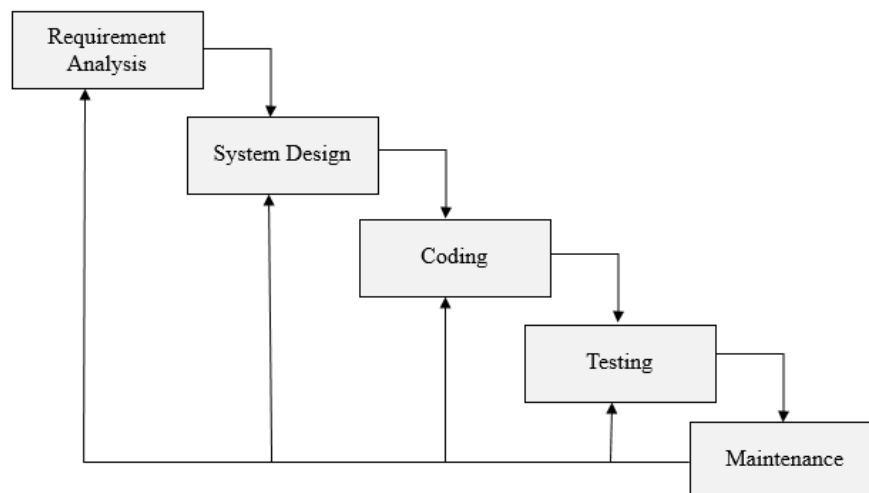 Requirement
Analysis
System Design
Coding
Testing
Maintenance